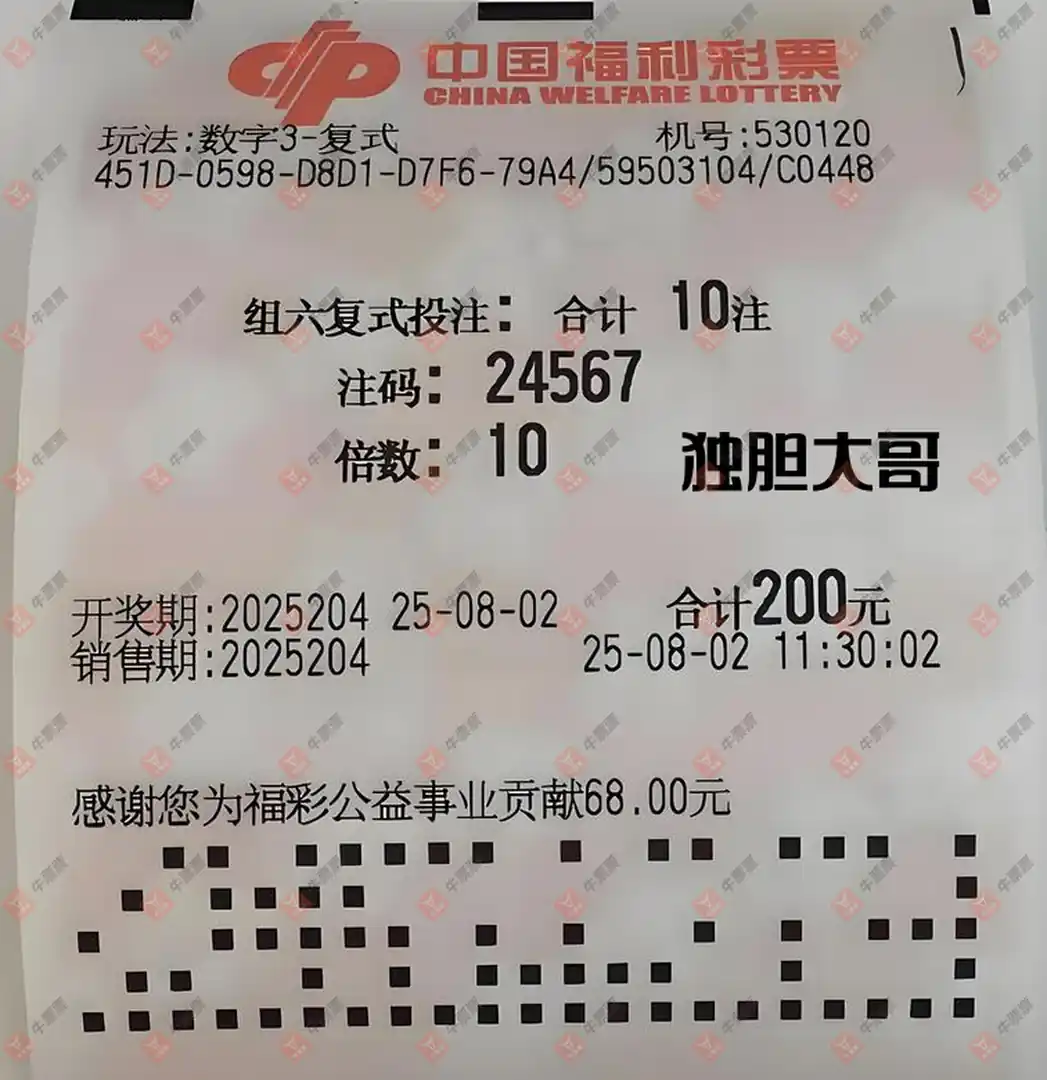 中国福利彩票
CHINA WELFARE LOTTERY
玩法:数字3-复式 机号:530120
451D-0598-D8D1-D7F6-79A4/59503104/C0448
组六复式投注: 合计 10注
注码: 24567
倍数: 10
独胆大哥
开奖期:2025204 25-08-02 合计200元
销售期:2025204 25-08-02 11:30:02
感谢您为福彩公益事业贡献68.00元
牛票票